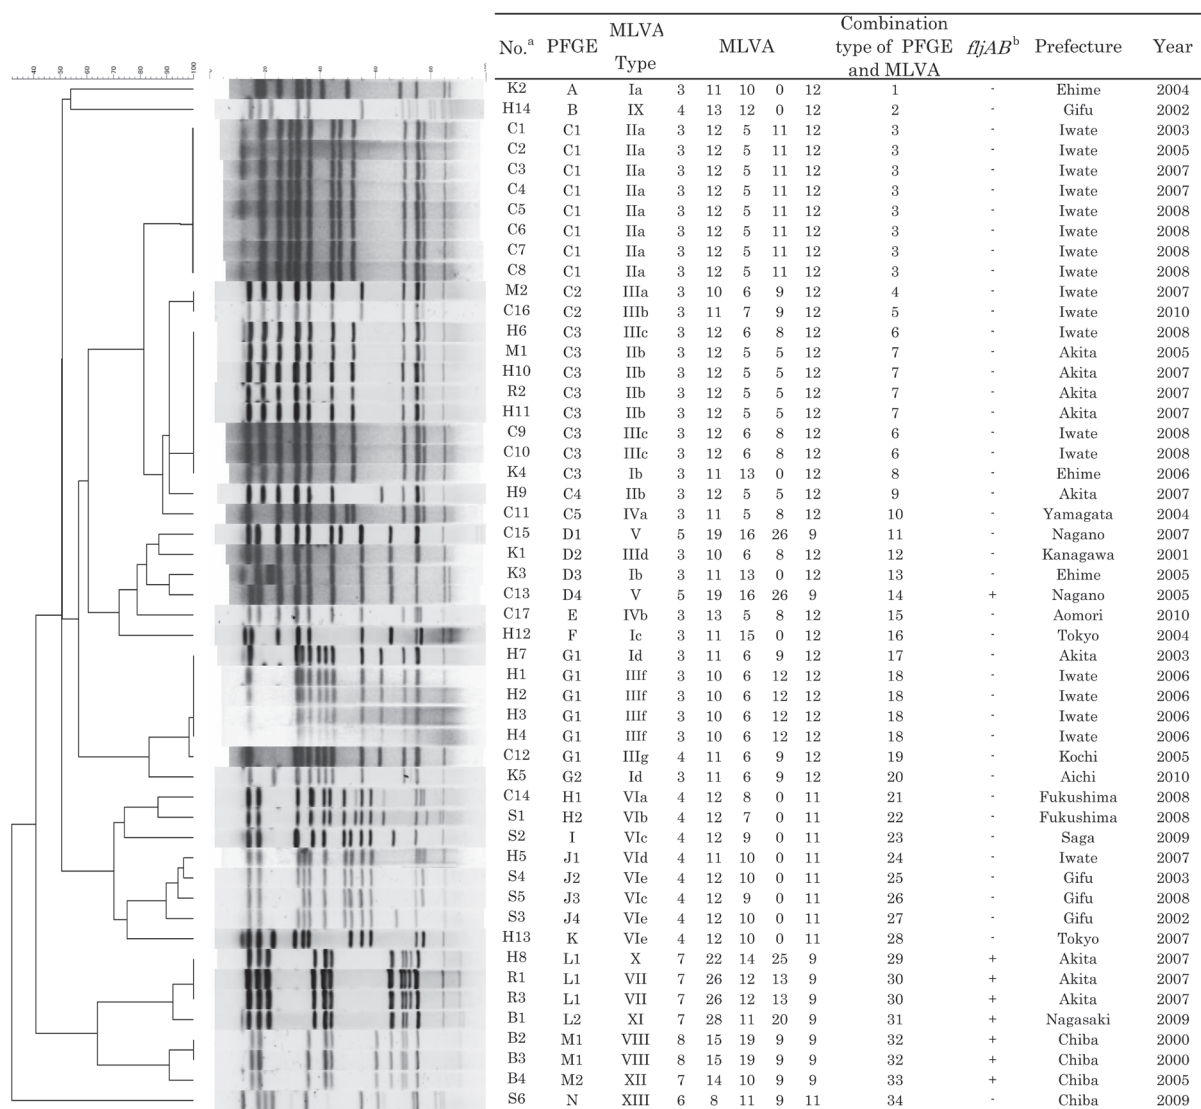 No.a PFGE MLVA Type MLVA Combination type of PFGE and MLVA fljABb Prefecture Year
-40 -50 -60 -70 -80 -90 -100
-20 -40 -60 -80 -100
K2 A Ia 3 11 10 0 12 1 - Ehime 2004
H14 B IX 4 13 12 0 12 2 - Gifu 2002
C1 C1 IIa 3 12 5 11 12 3 - Iwate 2003
C2 C1 IIa 3 12 5 11 12 3 - Iwate 2005
C3 C1 IIa 3 12 5 11 12 3 - Iwate 2007
C4 C1 IIa 3 12 5 11 12 3 - Iwate 2007
C5 C1 IIa 3 12 5 11 12 3 - Iwate 2008
C6 C1 IIa 3 12 5 11 12 3 - Iwate 2008
C7 C1 IIa 3 12 5 11 12 3 - Iwate 2008
C8 C1 IIa 3 12 5 11 12 3 - Iwate 2008
M2 C2 IIIa 3 10 6 9 12 4 - Iwate 2007
C16 C2 IIIb 3 11 7 9 12 5 - Iwate 2010
H6 C3 IIIc 3 12 6 8 12 6 - Iwate 2008
M1 C3 IIb 3 12 5 5 12 7 - Akita 2005
H10 C3 IIb 3 12 5 5 12 7 - Akita 2007
R2 C3 IIb 3 12 5 5 12 7 - Akita 2007
H11 C3 IIb 3 12 5 5 12 7 - Akita 2007
C9 C3 IIIc 3 12 6 8 12 6 - Iwate 2008
C10 C3 IIIc 3 12 6 8 12 6 - Iwate 2008
K4 C3 Ib 3 11 13 0 12 8 - Ehime 2006
H9 C4 IIb 3 12 5 5 12 9 - Akita 2007
C11 C5 IVa 3 11 5 8 12 10 - Yamagata 2004
C15 D1 V 5 19 16 26 9 11 - Nagano 2007
K1 D2 IIId 3 10 6 8 12 12 - Kanagawa 2001
K3 D3 Ib 3 11 13 0 12 13 - Ehime 2005
C13 D4 V 5 19 16 26 9 14 + Nagano 2005
C17 E IVb 3 13 5 8 12 15 - Aomori 2010
H12 F Ic 3 11 15 0 12 16 - Tokyo 2004
H7 G1 Id 3 11 6 9 12 17 - Akita 2003
H1 G1 IIIf 3 10 6 12 12 18 - Iwate 2006
H2 G1 IIIf 3 10 6 12 12 18 - Iwate 2006
H3 G1 IIIf 3 10 6 12 12 18 - Iwate 2006
H4 G1 IIIf 3 10 6 12 12 18 - Iwate 2006
C12 G1 IIIg 4 11 6 9 12 19 - Kochi 2005
K5 G2 Id 3 11 6 9 12 20 - Aichi 2010
C14 H1 VIa 4 12 8 0 11 21 - Fukushima 2008
S1 H2 VIb 4 12 7 0 11 22 - Fukushima 2008
S2 I VIc 4 12 9 0 11 23 - Saga 2009
H5 J1 VId 4 11 10 0 11 24 - Iwate 2007
S4 J2 VIe 4 12 10 0 11 25 - Gifu 2003
S5 J3 VIc 4 12 9 0 11 26 - Gifu 2008
S3 J4 VIe 4 12 10 0 11 27 - Gifu 2002
H13 K VIe 4 12 10 0 11 28 - Tokyo 2007
H8 L1 X 7 22 14 25 9 29 + Akita 2007
R1 L1 VII 7 26 12 13 9 30 + Akita 2007
R3 L1 VII 7 26 12 13 9 30 + Akita 2007
B1 L2 XI 7 28 11 20 9 31 + Nagasaki 2009
B2 M1 VIII 8 15 19 9 9 32 + Chiba 2000
B3 M1 VIII 8 15 19 9 9 32 + Chiba 2000
B4 M2 XII 7 14 10 9 9 33 + Chiba 2005
S6 N XIII 6 8 11 9 11 34 - Chiba 2009